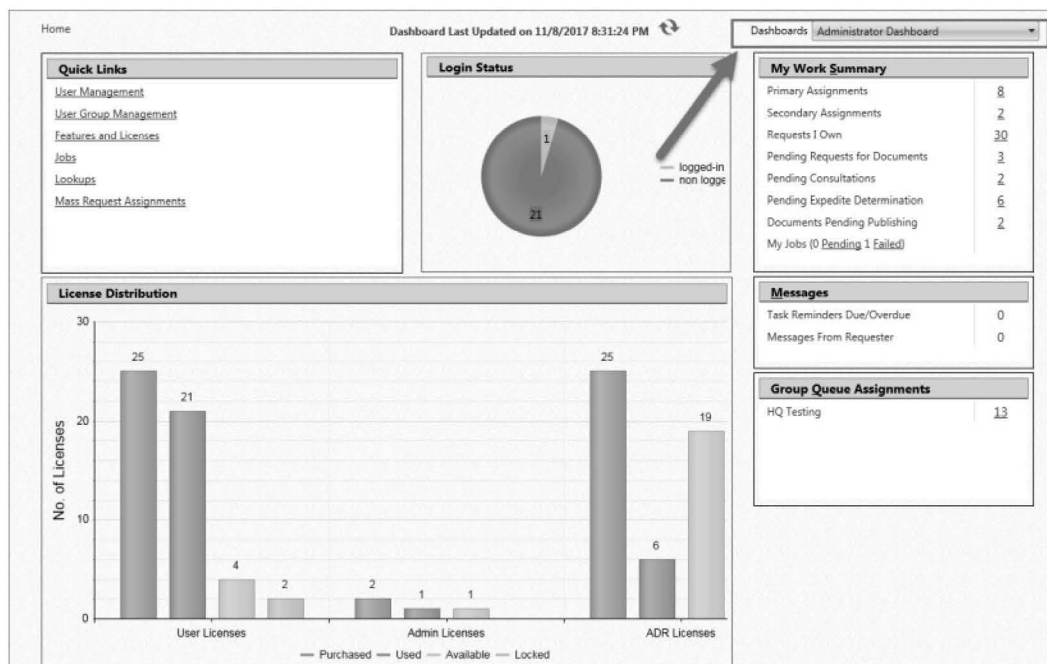 Home
Dashboard Last Updated on 11/8/2017 8:31:24 PM
Dashboards Administrator Dashboard
Quick Links
User Management
User Group Management
Features and Licenses
Jobs
Lookups
Mass Request Assignments
Login Status
1
21
logged-in
non logge
My Work Summary
Primary Assignments 8
Secondary Assignments 2
Requests I Own 30
Pending Requests for Documents 3
Pending Consultations 2
Pending Expedite Determination 6
Documents Pending Publishing 2
My Jobs (0 Pending 1 Failed)
Messages
Task Reminders Due/Overdue 0
Messages From Requester 0
Group Queue Assignments
HQ Testing 13
License Distribution
No. of Licenses
30
20
10
0
25
21
4
2
2
1
1
25
6
19
User Licenses Admin Licenses ADR Licenses
Purchased Used Available Locked